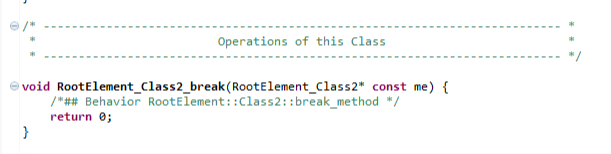 }
/* -------------------------------------------------------------------------- *
 *                          Operations of this Class                          *
 * -------------------------------------------------------------------------- */
void RootElement_Class2_break(RootElement_Class2* const me) {
    /*## Behavior RootElement::Class2::break_method */
    return 0;
}